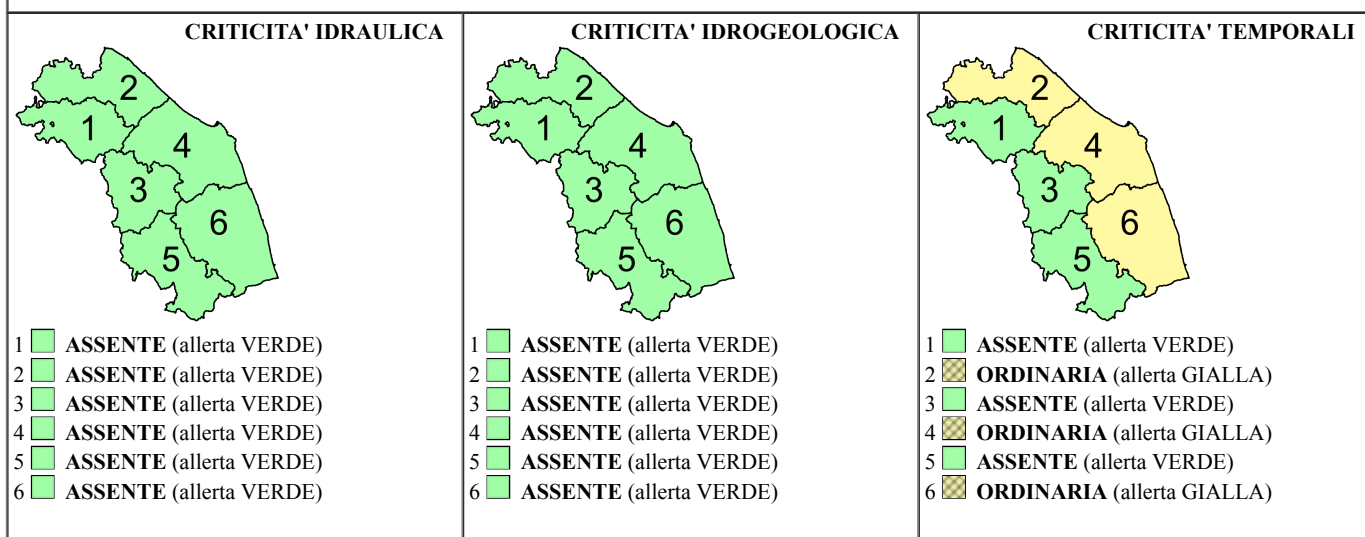 CRITICITA' IDRAULICA
2
1
4
3
6
5
1 ASSENTE (allerta VERDE)
2 ASSENTE (allerta VERDE)
3 ASSENTE (allerta VERDE)
4 ASSENTE (allerta VERDE)
5 ASSENTE (allerta VERDE)
6 ASSENTE (allerta VERDE)
CRITICITA' IDROGEOLOGICA
2
1
4
3
6
5
1 ASSENTE (allerta VERDE)
2 ASSENTE (allerta VERDE)
3 ASSENTE (allerta VERDE)
4 ASSENTE (allerta VERDE)
5 ASSENTE (allerta VERDE)
6 ASSENTE (allerta VERDE)
CRITICITA' TEMPORALI
2
1
4
3
6
5
1 ASSENTE (allerta VERDE)
2 ORDINARIA (allerta GIALLA)
3 ASSENTE (allerta VERDE)
4 ORDINARIA (allerta GIALLA)
5 ASSENTE (allerta VERDE)
6 ORDINARIA (allerta GIALLA)